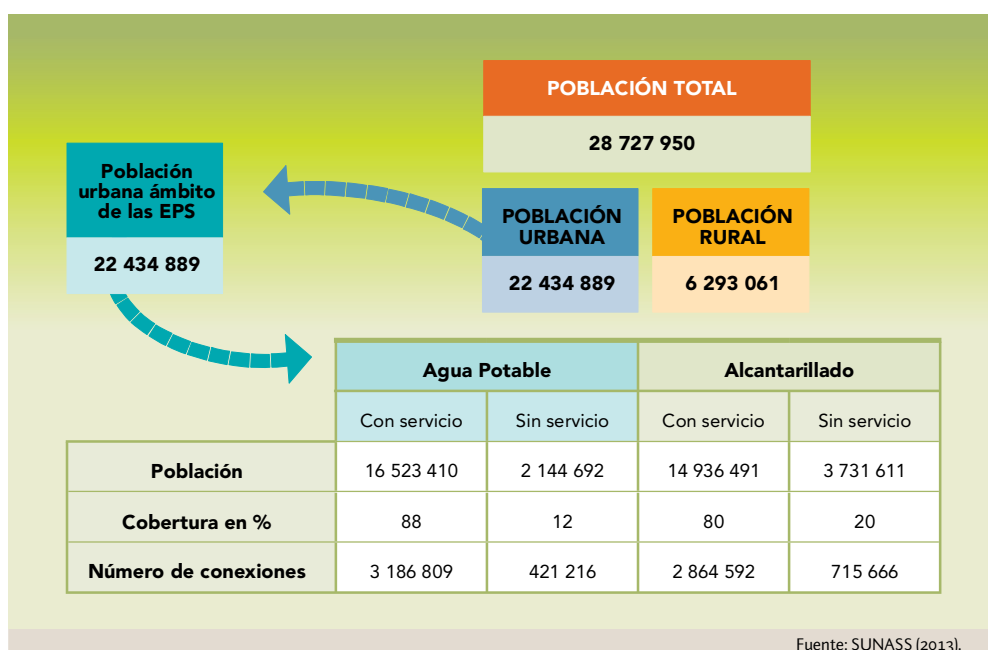 POBLACIÓN TOTAL
28 727 950
Población
urbana ámbito
de las EPS
22 434 889
POBLACIÓN
URBANA
22 434 889
POBLACIÓN
RURAL
6 293 061
Agua Potable Alcantarillado
Con servicio Sin servicio Con servicio Sin servicio
Población 16 523 410 2 144 692 14 936 491 3 731 611
Cobertura en % 88 12 80 20
Número de conexiones 3 186 809 421 216 2 864 592 715 666
Fuente: SUNASS (2013).